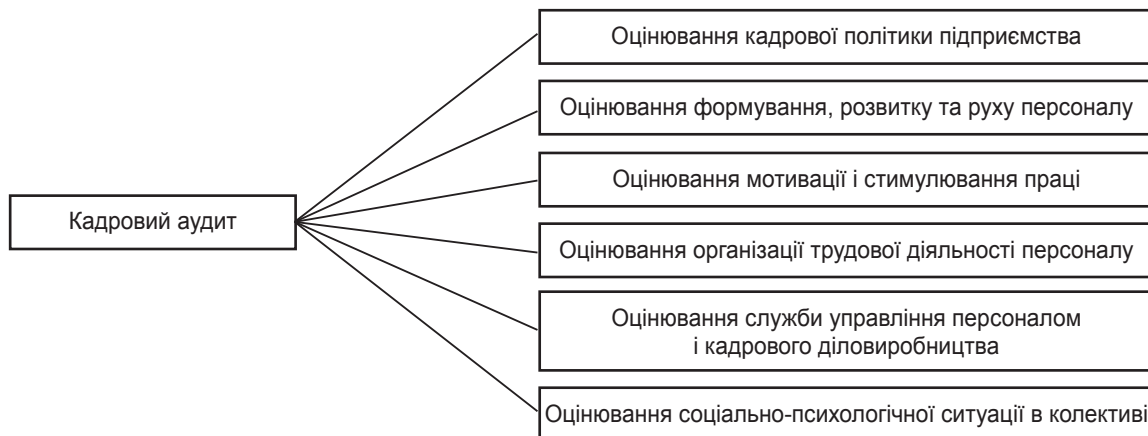 Оцінювання кадрової політики підприємства
Оцінювання формування, розвитку та руху персоналу
Оцінювання мотивації і стимулювання праці
Кадровий аудит
Оцінювання організації трудової діяльності персоналу
Оцінювання служби управління персоналом
і кадрового діловиробництва
Оцінювання соціально-психологічної ситуації в колективі